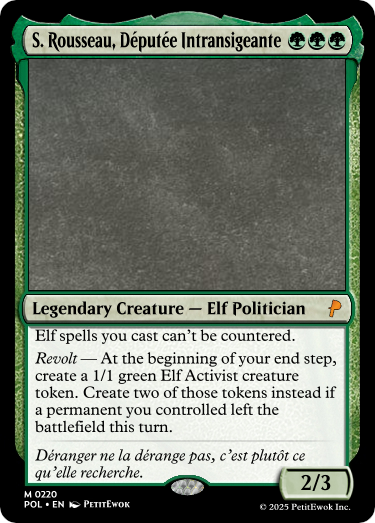 S. Rousseau, Députée Intransigeante
Legendary Creature — Elf Politician
Elf spells you cast can't be countered.
Revolt — At the beginning of your end step,
create a 1/1 green Elf Activist creature
token. Create two of those tokens instead if
a permanent you controlled left the
battlefield this turn.
Déranger ne la dérange pas, c'est plutôt ce
qu'elle recherche.
2/3
M 0220
POL • EN PetitEwok
© 2025 PetitEwok Inc.